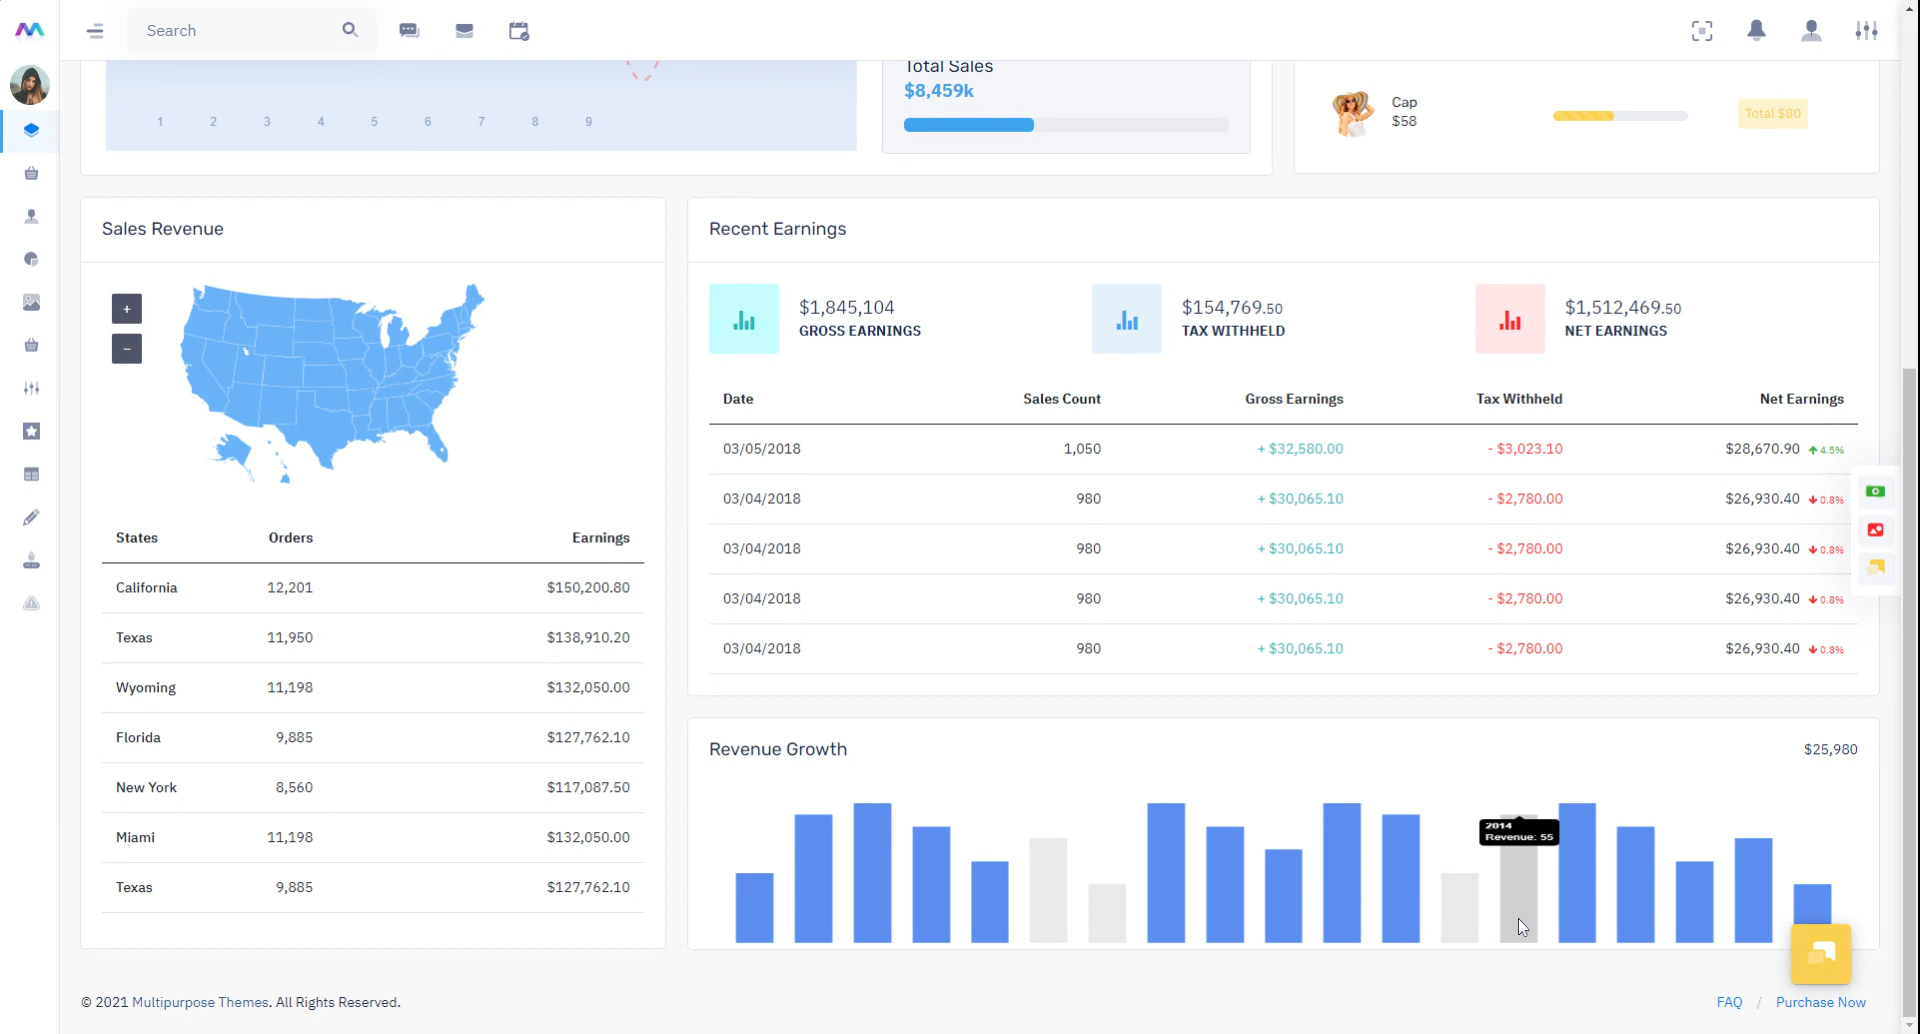 Search
1 2 3 4 5 6 7 8 9
Total Sales
$8,459k
Cap
$58
Total $80
Sales Revenue
+
−
States Orders Earnings
California 12,201 $150,200.80
Texas 11,950 $138,910.20
Wyoming 11,198 $132,050.00
Florida 9,885 $127,762.10
New York 8,560 $117,087.50
Miami 11,198 $132,050.00
Texas 9,885 $127,762.10
Recent Earnings
$1,845,104
GROSS EARNINGS
$154,769.50
TAX WITHHELD
$1,512,469.50
NET EARNINGS
Date Sales Count Gross Earnings Tax Withheld Net Earnings
03/05/2018 1,050 + $32,580.00 - $3,023.10 $28,670.90 4.5%
03/04/2018 980 + $30,065.10 - $2,780.00 $26,930.40 0.8%
03/04/2018 980 + $30,065.10 - $2,780.00 $26,930.40 0.8%
03/04/2018 980 + $30,065.10 - $2,780.00 $26,930.40 0.8%
03/04/2018 980 + $30,065.10 - $2,780.00 $26,930.40 0.8%
Revenue Growth $25,980
2014
Revenue: 55
© 2021 Multipurpose Themes. All Rights Reserved.
FAQ / Purchase Now